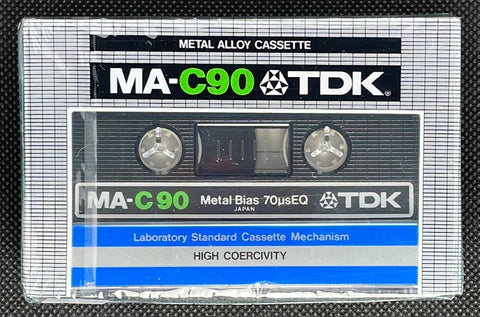 METAL ALLOY CASSETTE
MA-C90 TDK®
MA-C90 Metal Bias 70μsEQ TDK
JAPAN
Laboratory Standard Cassette Mechanism
HIGH COERCIVITY